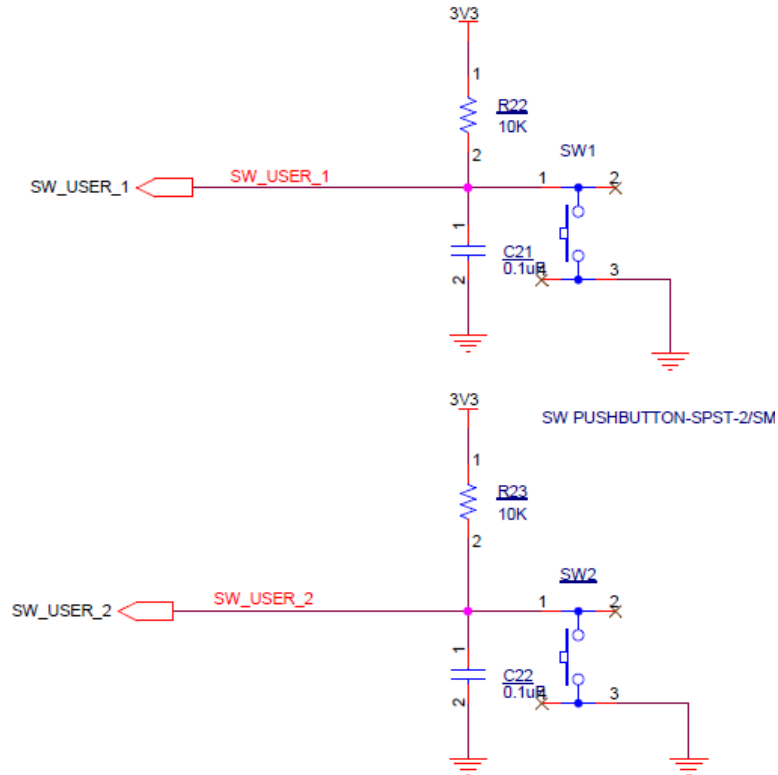 3V3
1
R22
10K
2
SW1
SW_USER_1
SW_USER_1
1
2
1
C21
0.1uF
2
4
3
3V3
SW PUSHBUTTON-SPST-2/SM
1
R23
10K
2
SW2
SW_USER_2
SW_USER_2
1
2
1
C22
0.1uF
2
4
3